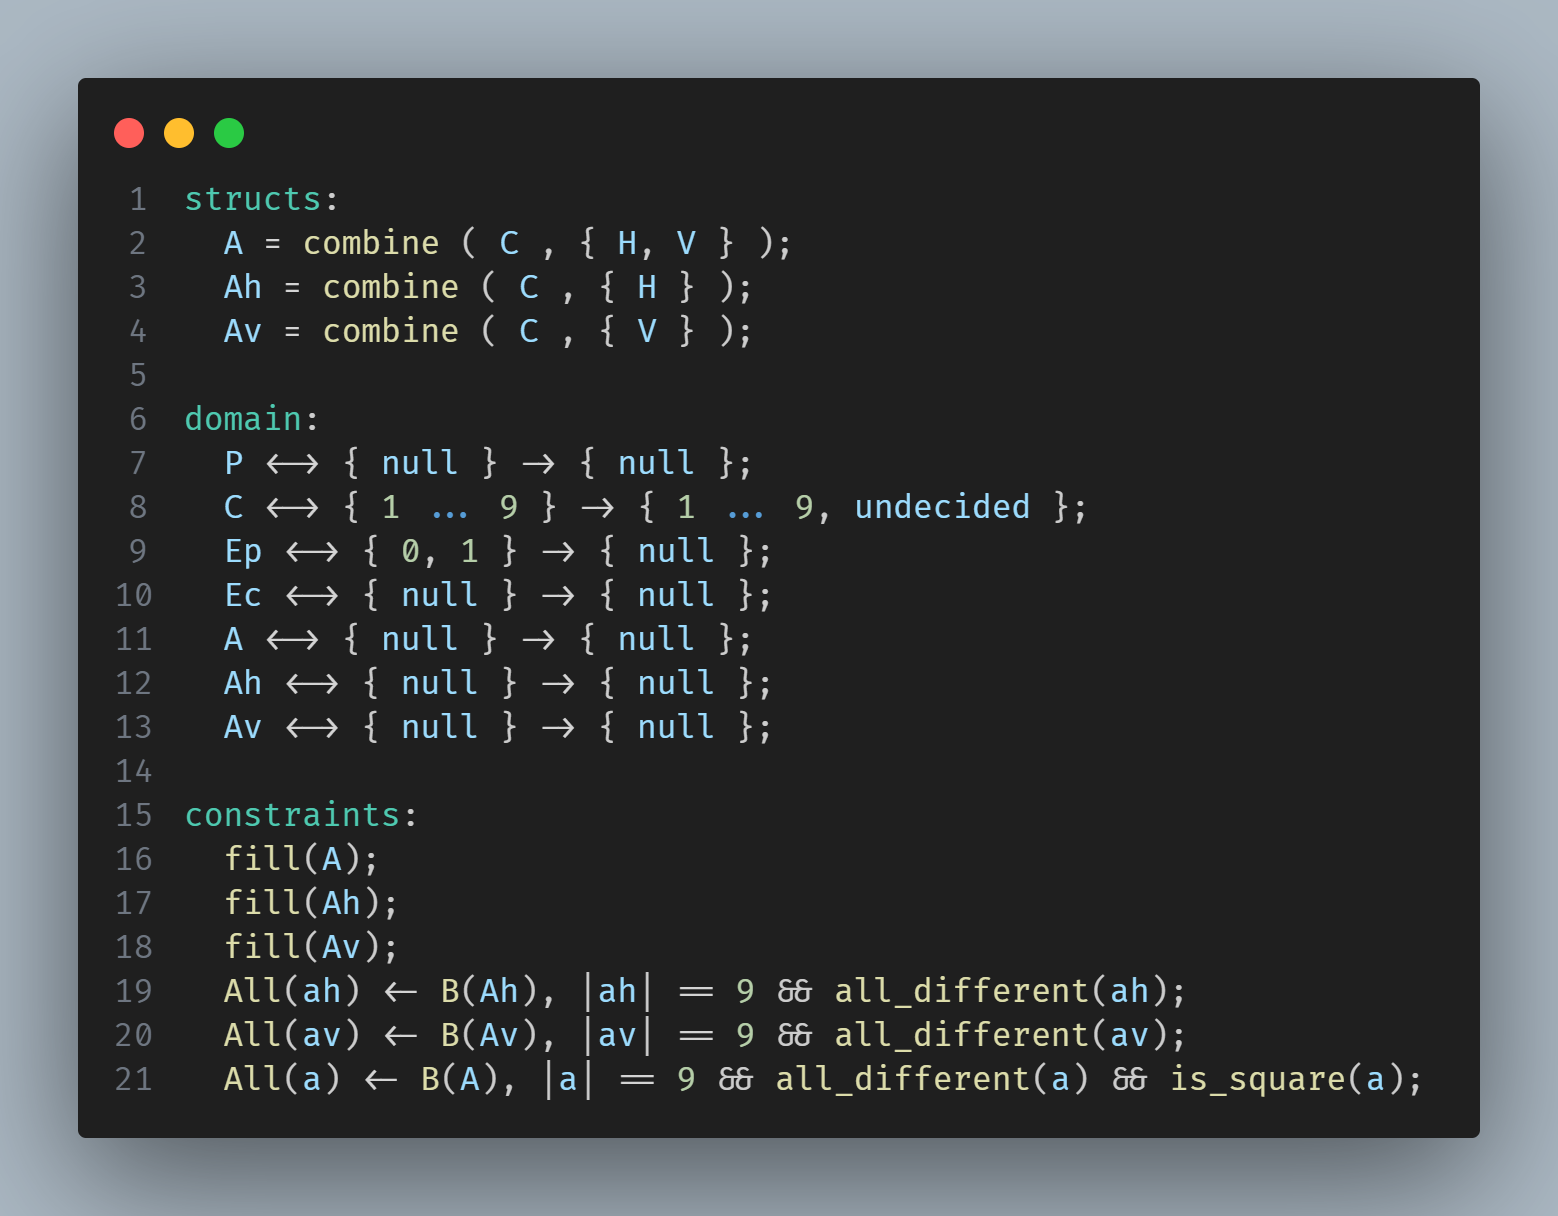 1 structs:
2 A = combine ( C , { H, V } );
3 Ah = combine ( C , { H } );
4 Av = combine ( C , { V } );
5
6 domain:
7 P <-> { null } -> { null };
8 C <-> { 1 ... 9 } -> { 1 ... 9, undecided };
9 Ep <-> { 0, 1 } -> { null };
10 Ec <-> { null } -> { null };
11 A <-> { null } -> { null };
12 Ah <-> { null } -> { null };
13 Av <-> { null } -> { null };
14
15 constraints:
16 fill(A);
17 fill(Ah);
18 fill(Av);
19 All(ah) <- B(Ah), |ah| == 9 && all_different(ah);
20 All(av) <- B(Av), |av| == 9 && all_different(av);
21 All(a) <- B(A), |a| == 9 && all_different(a) && is_square(a);